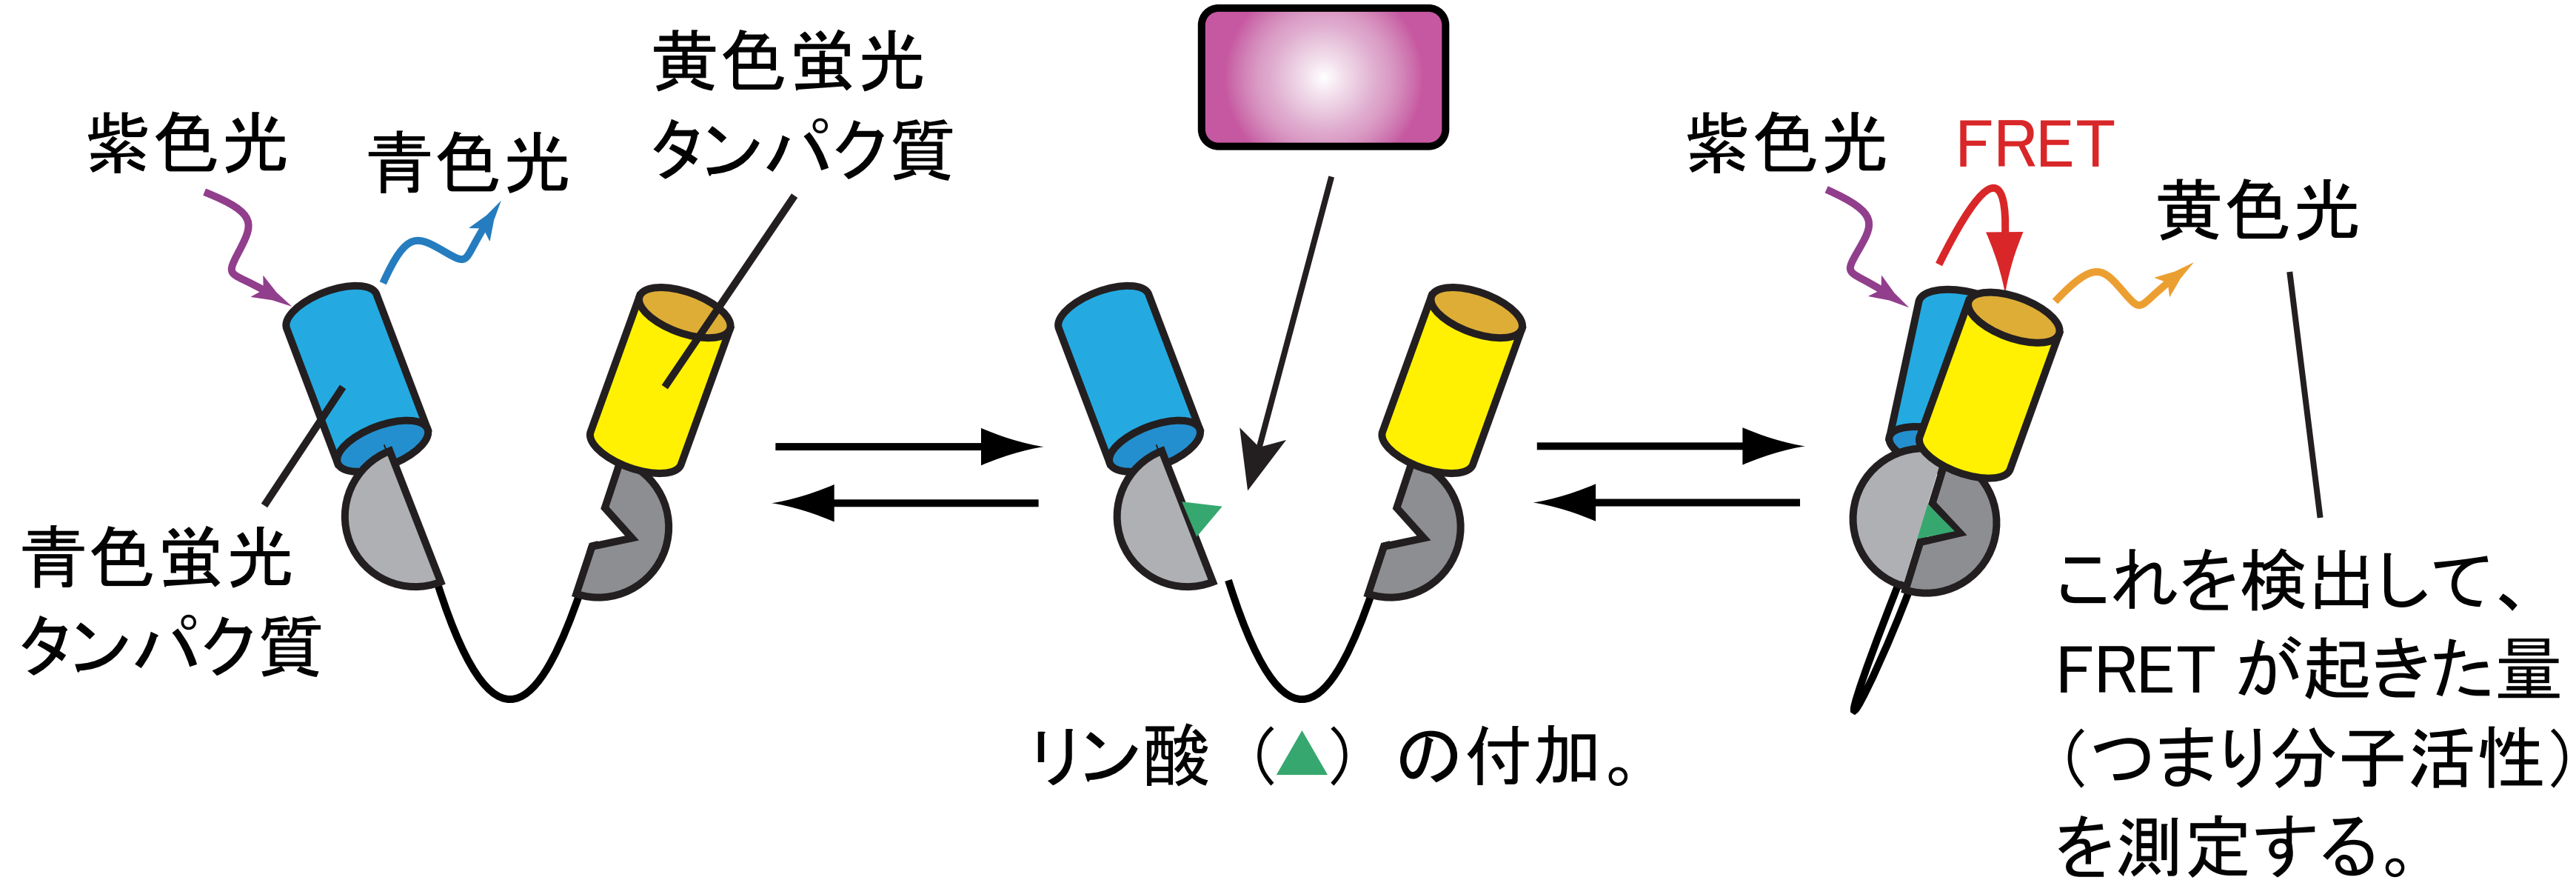 紫色光
青色光
黄色蛍光
タンパク質
青色蛍光
タンパク質
リン酸（▲）の付加。
紫色光
FRET
黄色光
これを検出して、
FRET が起きた量
（つまり分子活性）
を測定する。